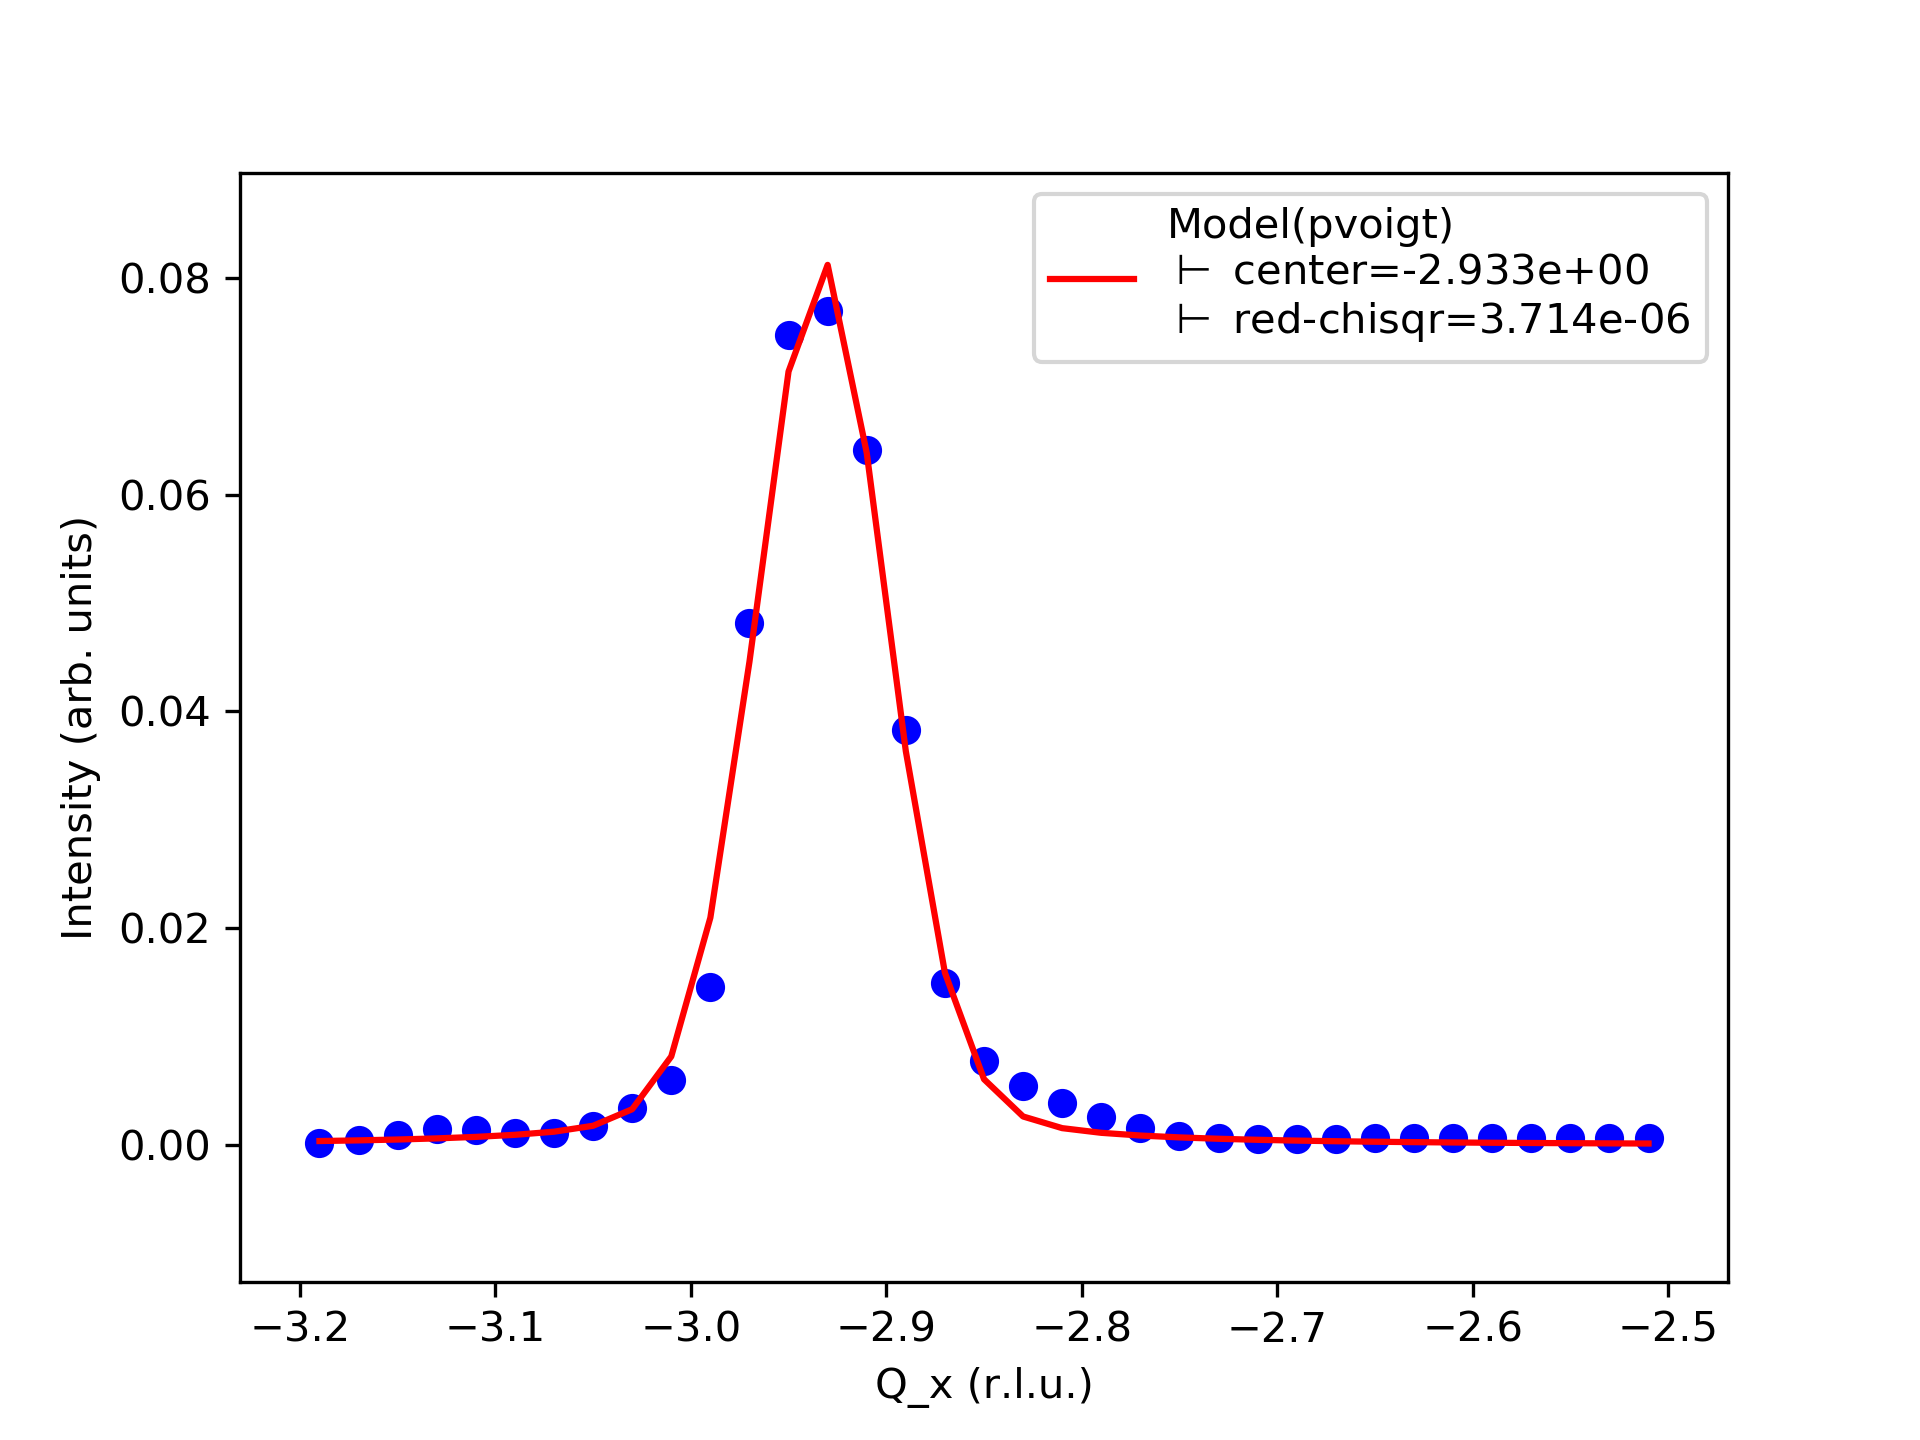 Model(pvoigt)
⊢ center=-2.933e+00
⊢ red-chisqr=3.714e-06
0.08
0.06
0.04
0.02
0.00
Intensity (arb. units)
−3.2 −3.1 −3.0 −2.9 −2.8 −2.7 −2.6 −2.5
Q_x (r.l.u.)